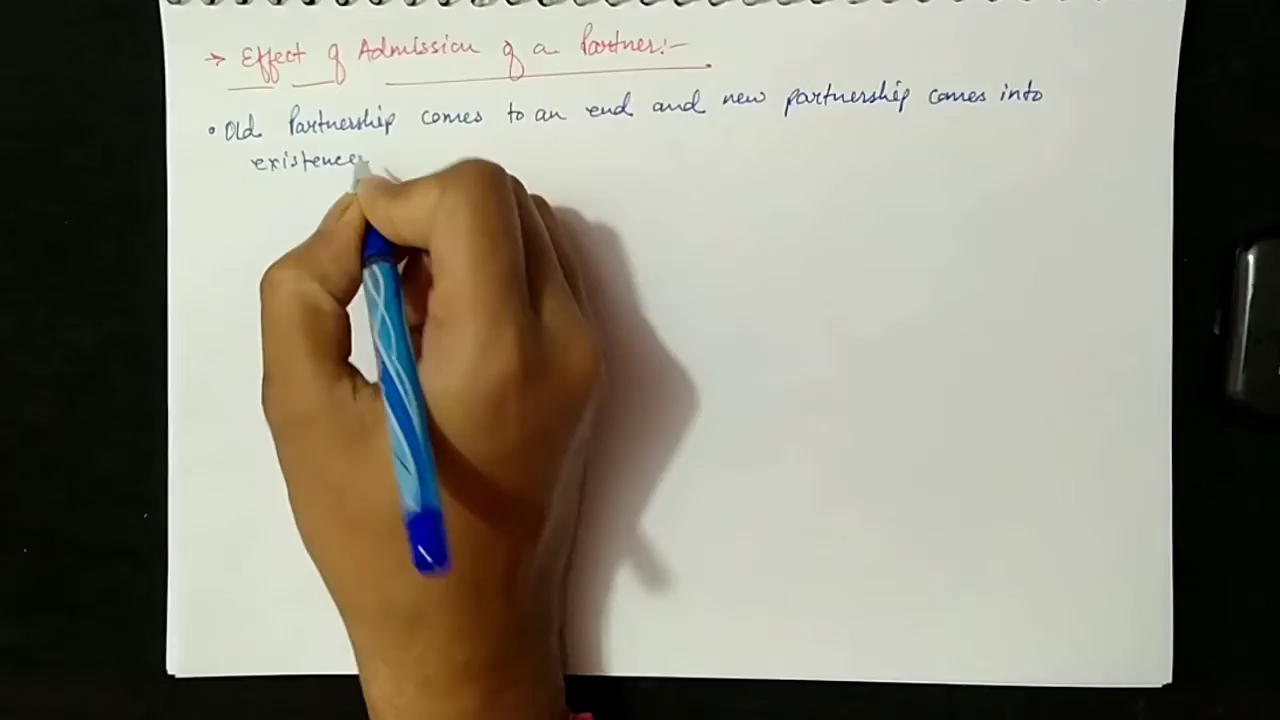 → Effect of Admission of a Partner:-
• Old Partnership comes to an end and new partnership comes into
existence